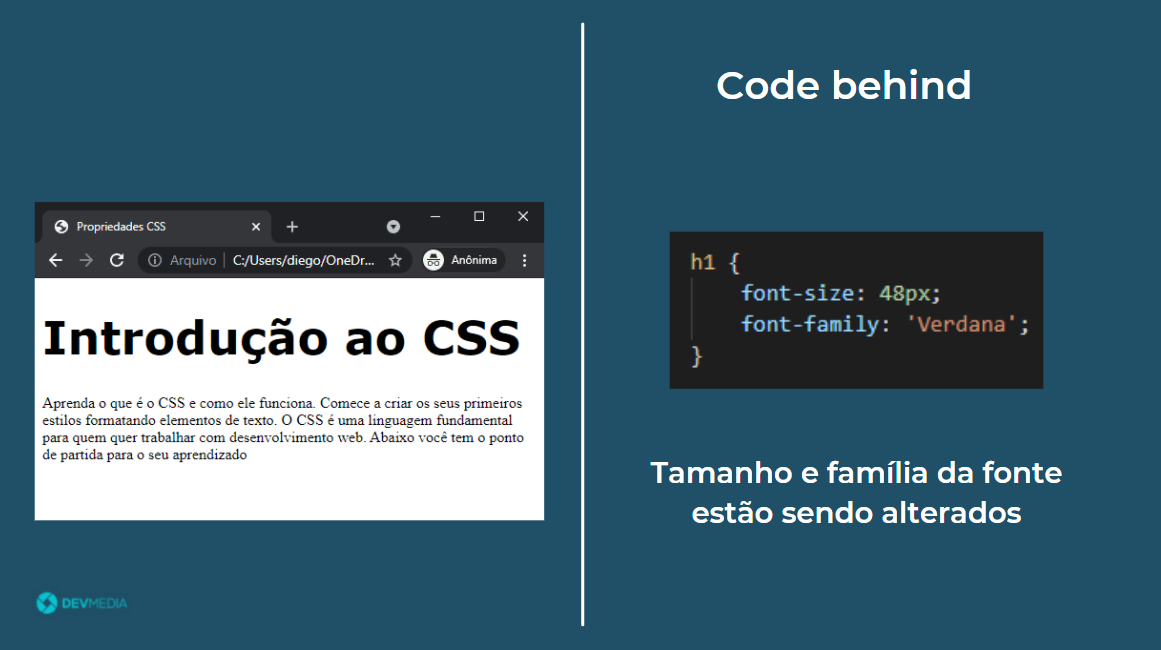 Propriedades CSS
Arquivo | C:/Users/diego/OneDr... Anônima
Introdução ao CSS
Aprenda o que é o CSS e como ele funciona. Comece a criar os seus primeiros
estilos formatando elementos de texto. O CSS é uma linguagem fundamental
para quem quer trabalhar com desenvolvimento web. Abaixo você tem o ponto
de partida para o seu aprendizado
DEVMEDIA
Code behind
h1 {
font-size: 48px;
font-family: 'Verdana';
}
Tamanho e família da fonte
estão sendo alterados